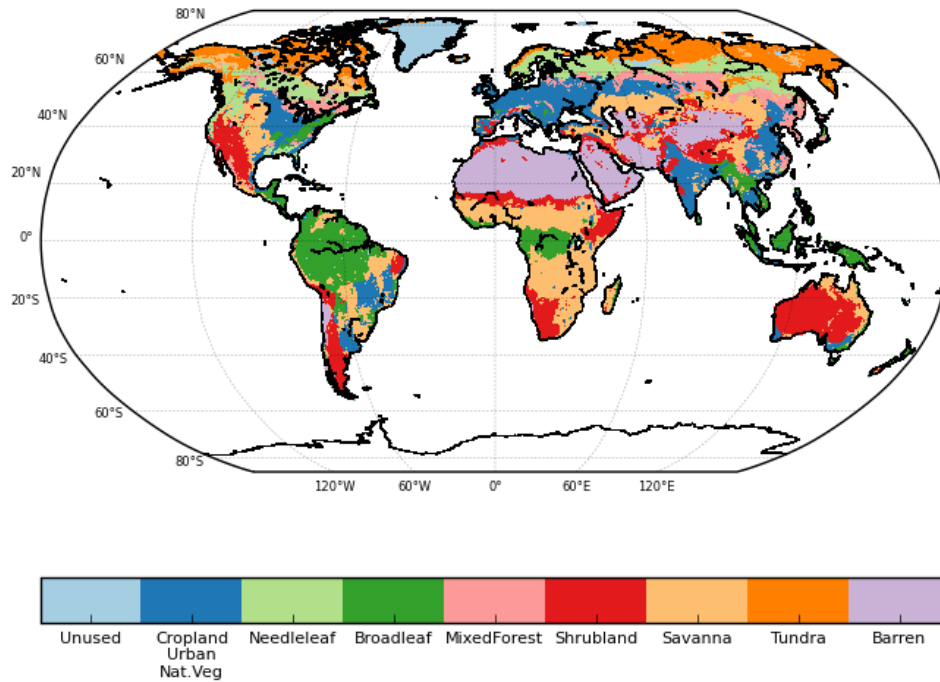 80°N
60°N
40°N
20°N
0°
20°S
40°S
60°S
80°S
120°W 60°W 0° 60°E 120°E
Unused Cropland Needleleaf Broadleaf MixedForest Shrubland Savanna Tundra Barren
Urban
Nat.Veg